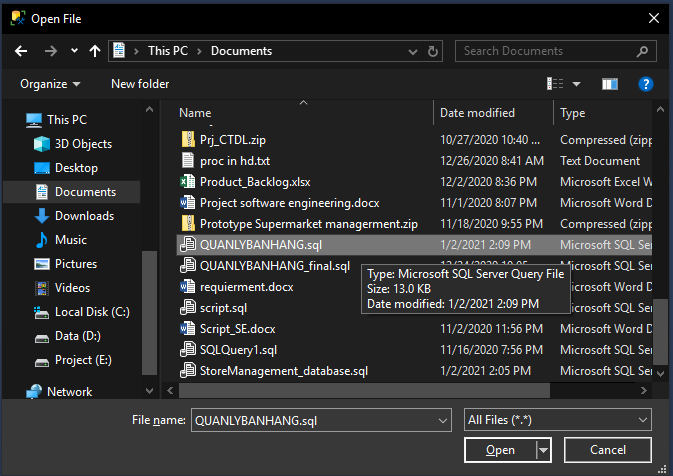 Open File
This PC
Documents
Search Documents
Organize
New folder
?
Name
Date modified
Type
This PC
3D Objects
Desktop
Documents
Downloads
Music
Pictures
Videos
Local Disk (C:)
Data (D:)
Project (E:)
Network
Prj_CTDL.zip 10/27/2020 10:40 ... Compressed (zipp
proc in hd.txt 12/26/2020 8:41 AM Text Document
Product_Backlog.xlsx 12/2/2020 8:36 PM Microsoft Excel W
Project software engineering.docx 11/1/2020 8:07 PM Microsoft Word D
Prototype Supermarket managerment.zip 11/18/2020 9:55 PM Compressed (zipp
QUANLYBANHANG.sql 1/2/2021 2:09 PM Microsoft SQL Ser
QUANLYBANHANG_final.sql Microsoft SQL Ser
requierment.docx Microsoft Word D
script.sql Microsoft SQL Ser
Script_SE.docx 11/2/2020 11:56 PM Microsoft Word D
SQLQuery1.sql 11/16/2020 7:56 PM Microsoft SQL Ser
StoreManagement_database.sql 1/2/2021 2:05 PM Microsoft SQL Ser
Type: Microsoft SQL Server Query File
Size: 13.0 KB
Date modified: 1/2/2021 2:09 PM
File name:
QUANLYBANHANG.sql
All Files (*.*)
Open
Cancel